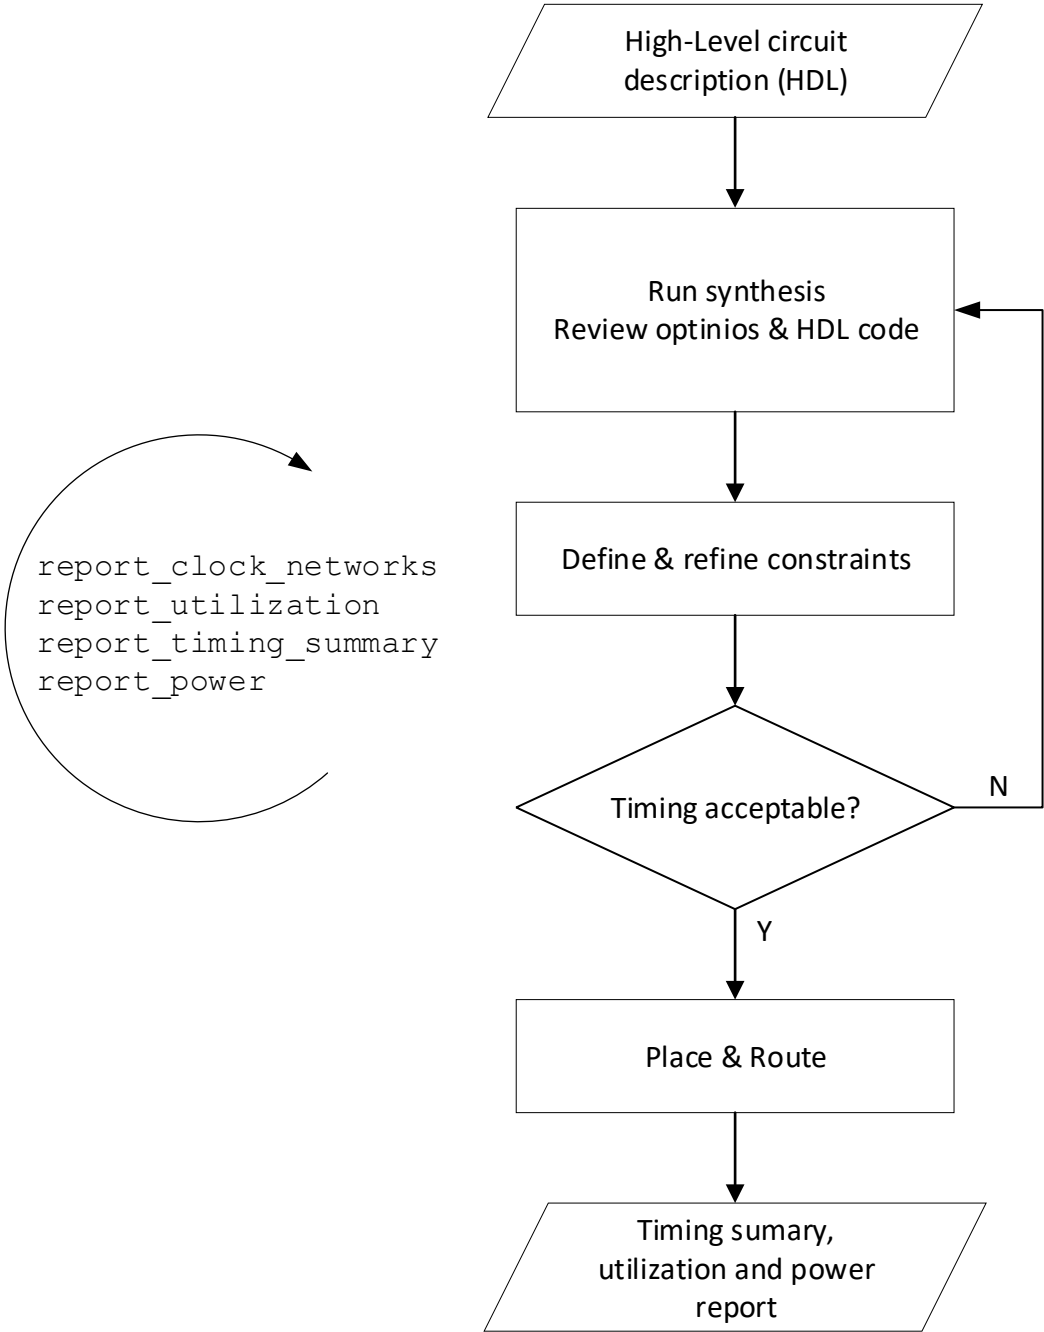 High-Level circuit
description (HDL)
Run synthesis
Review optinios & HDL code
report_clock_networks
report_utilization
report_timing_summary
report_power
Define & refine constraints
Timing acceptable?
N
Y
Place & Route
Timing sumary,
utilization and power
report